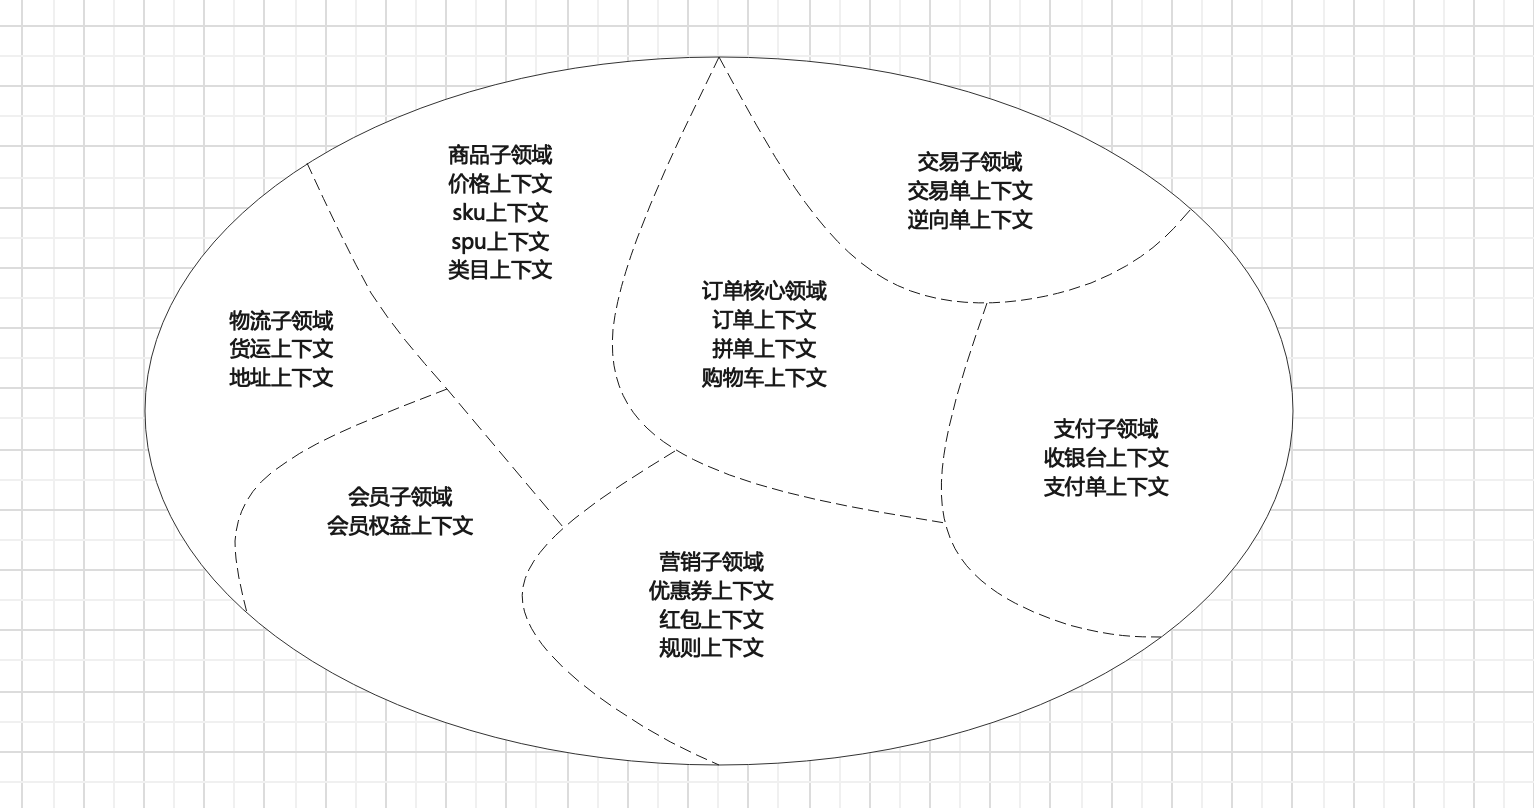 商品子领域
价格上下文
sku上下文
spu上下文
类目上下文
交易子领域
交易单上下文
逆向单上下文
物流子领域
货运上下文
地址上下文
订单核心领域
订单上下文
拼单上下文
购物车上下文
支付子领域
收银台上下文
支付单上下文
会员子领域
会员权益上下文
营销子领域
优惠券上下文
红包上下文
规则上下文